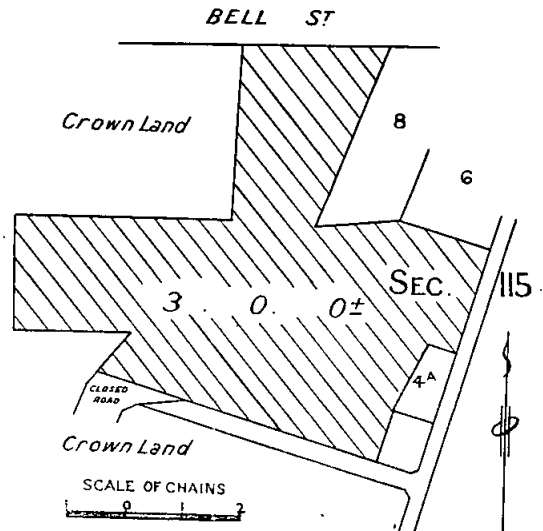 BELL ST
Crown Land
8
6
SEC. 115
3 . 0 . 0±
4A
CLOSED
ROAD
Crown Land
SCALE OF CHAINS
1 0 1 2